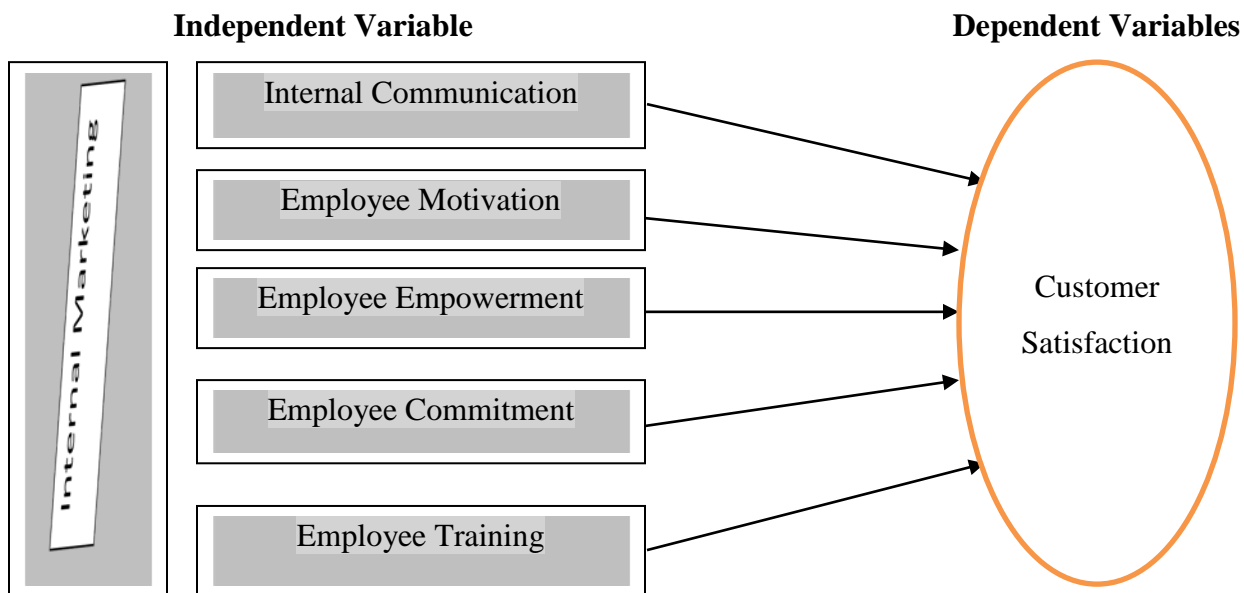 Independent Variable
Dependent Variables
Internal Marketing
Internal Communication
Employee Motivation
Employee Empowerment
Employee Commitment
Employee Training
Customer
Satisfaction